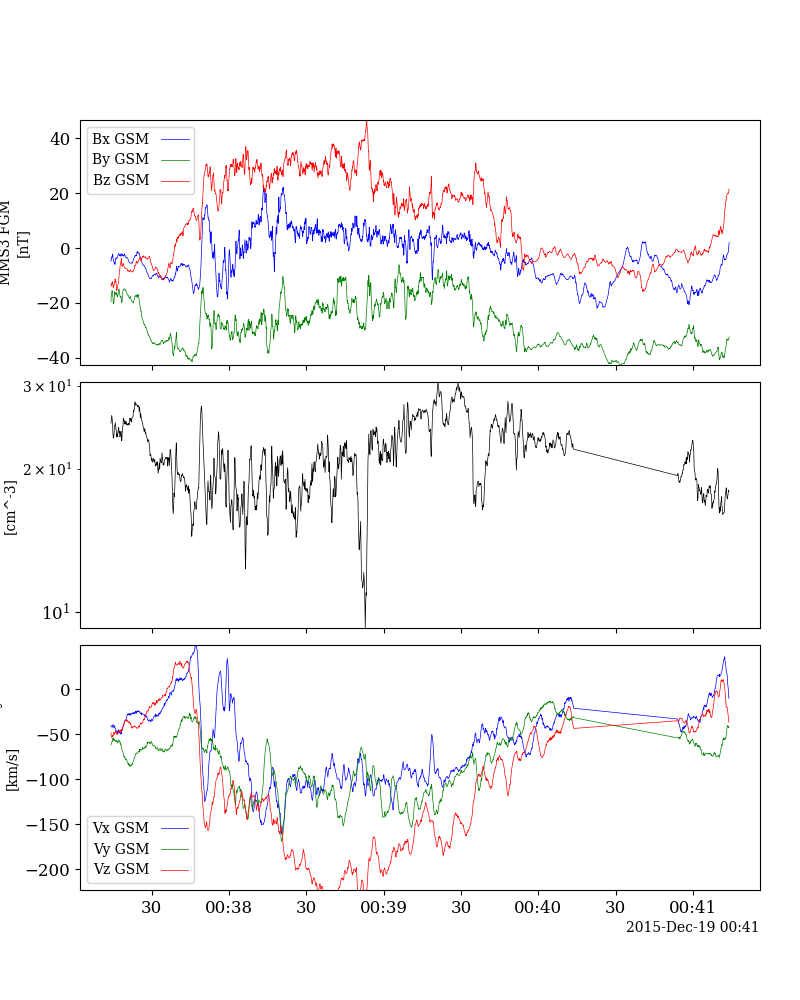 40
20
0
−20
−40
MMS3 FGM
[nT]
Bx GSM
By GSM
Bz GSM
3 × 10¹
2 × 10¹
10¹
[cm^-3]
0
−50
−100
−150
−200
[km/s]
Vx GSM
Vy GSM
Vz GSM
30 00:38 30 00:39 30 00:40 30 00:41
2015-Dec-19 00:41